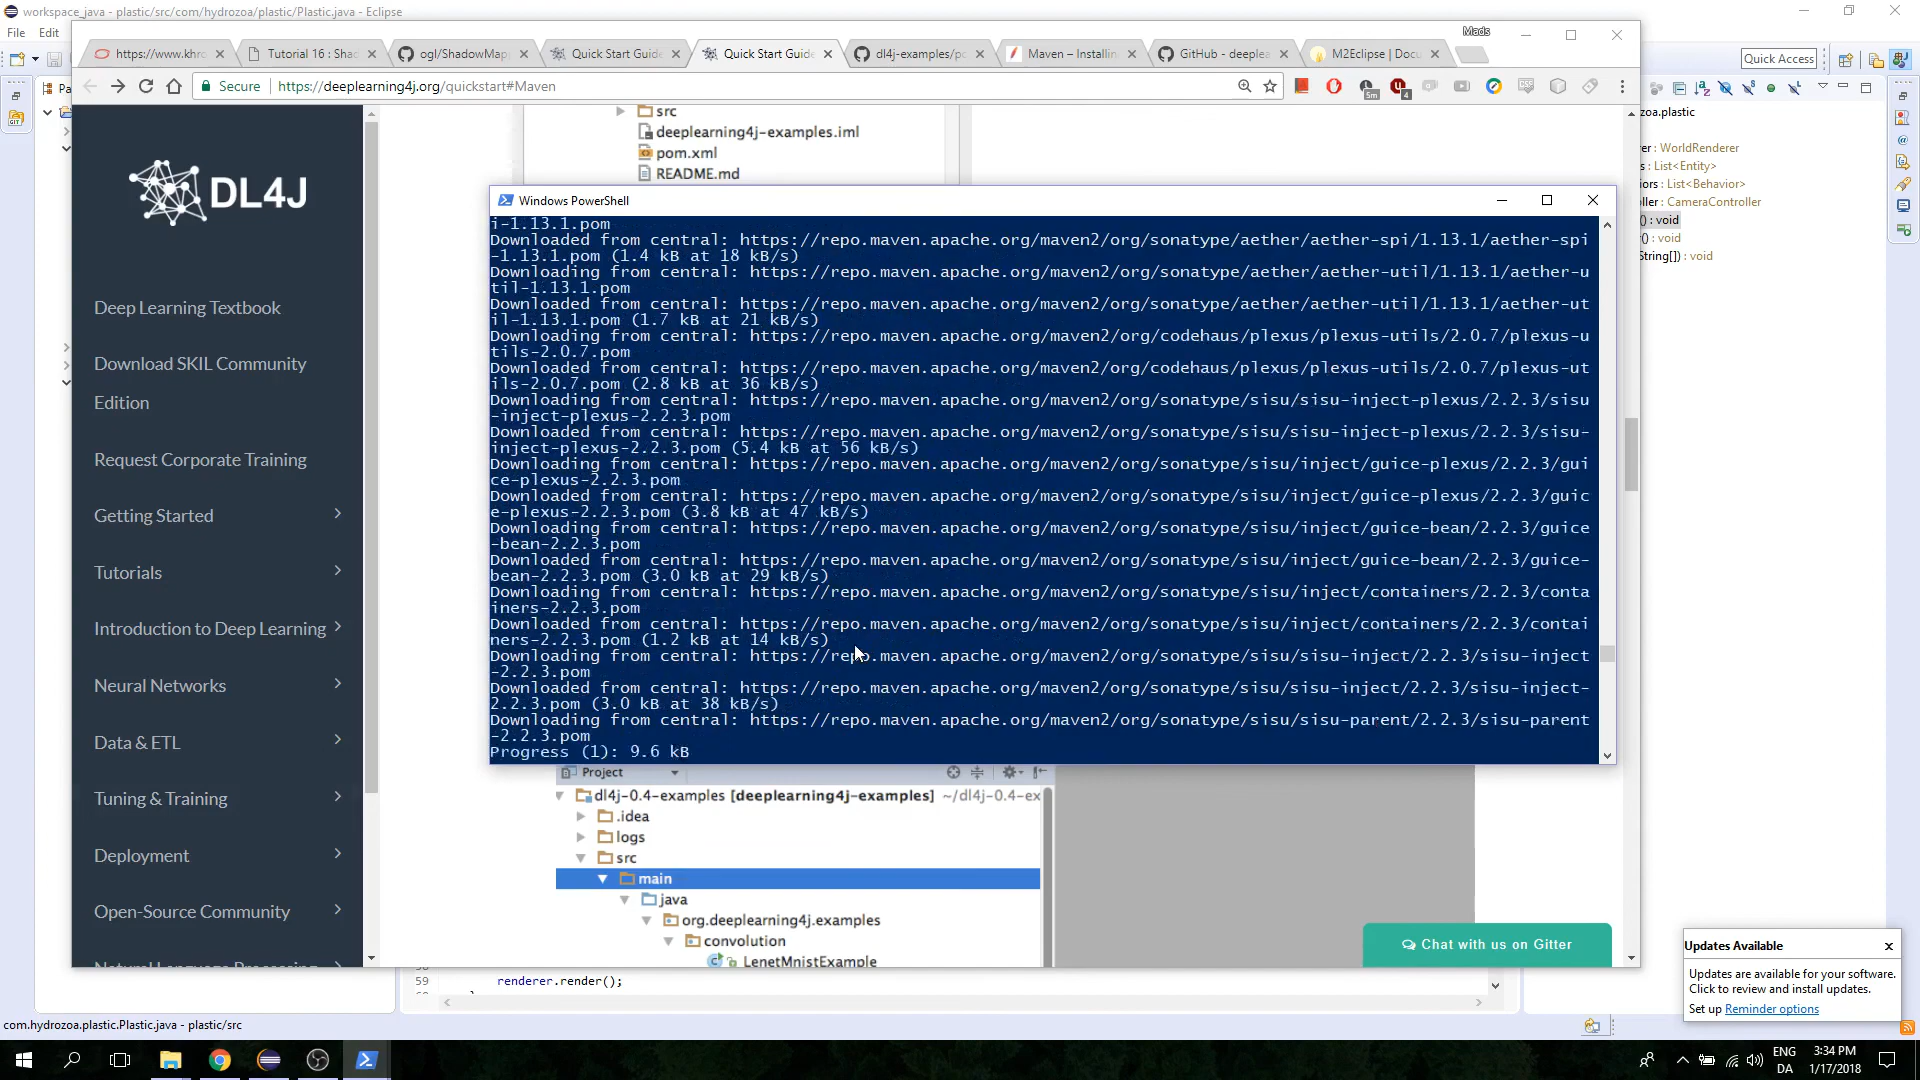 workspace_java - plastic/src/com/hydrozoa/plastic/Plastic.java - Eclipse
File Edit
Mads
https://www.khro
Tutorial 16 : Sha
ogl/ShadowMap
Quick Start Guide
Quick Start Guide
dl4j-examples/po
Maven – Installin
GitHub - deeplea
M2Eclipse | Docu
Quick Access
Secure
https://deeplearning4j.org/quickstart#Maven
5m
4
Pa
oza.plastic
rer : WorldRenderer
s : List<Entity>
iors : List<Behavior>
ller : CameraController
() : void
() : void
String[]) : void
DL4J
Deep Learning Textbook
Download SKIL Community
Edition
Request Corporate Training
Getting Started
Tutorials
Introduction to Deep Learning
Neural Networks
Data & ETL
Tuning & Training
Deployment
Open-Source Community
Natural Language Processing
src
deeplearning4j-examples.iml
pom.xml
README.md
Windows PowerShell
i-1.13.1.pom
Downloaded from central: https://repo.maven.apache.org/maven2/org/sonatype/aether/aether-spi/1.13.1/aether-spi
-1.13.1.pom (1.4 kB at 18 kB/s)
Downloading from central: https://repo.maven.apache.org/maven2/org/sonatype/aether/aether-util/1.13.1/aether-u
til-1.13.1.pom
Downloaded from central: https://repo.maven.apache.org/maven2/org/sonatype/aether/aether-util/1.13.1/aether-ut
il-1.13.1.pom (1.7 kB at 21 kB/s)
Downloading from central: https://repo.maven.apache.org/maven2/org/codehaus/plexus/plexus-utils/2.0.7/plexus-u
tils-2.0.7.pom
Downloaded from central: https://repo.maven.apache.org/maven2/org/codehaus/plexus/plexus-utils/2.0.7/plexus-ut
ils-2.0.7.pom (2.8 kB at 36 kB/s)
Downloading from central: https://repo.maven.apache.org/maven2/org/sonatype/sisu/sisu-inject-plexus/2.2.3/sisu
-inject-plexus-2.2.3.pom
Downloaded from central: https://repo.maven.apache.org/maven2/org/sonatype/sisu/sisu-inject-plexus/2.2.3/sisu-
inject-plexus-2.2.3.pom (5.4 kB at 56 kB/s)
Downloading from central: https://repo.maven.apache.org/maven2/org/sonatype/sisu/inject/guice-plexus/2.2.3/gui
ce-plexus-2.2.3.pom
Downloaded from central: https://repo.maven.apache.org/maven2/org/sonatype/sisu/inject/guice-plexus/2.2.3/guic
e-plexus-2.2.3.pom (3.8 kB at 47 kB/s)
Downloading from central: https://repo.maven.apache.org/maven2/org/sonatype/sisu/inject/guice-bean/2.2.3/guice
-bean-2.2.3.pom
Downloaded from central: https://repo.maven.apache.org/maven2/org/sonatype/sisu/inject/guice-bean/2.2.3/guice-
bean-2.2.3.pom (3.0 kB at 29 kB/s)
Downloading from central: https://repo.maven.apache.org/maven2/org/sonatype/sisu/inject/containers/2.2.3/conta
iners-2.2.3.pom
Downloaded from central: https://repo.maven.apache.org/maven2/org/sonatype/sisu/inject/containers/2.2.3/contai
ners-2.2.3.pom (1.2 kB at 14 kB/s)
Downloading from central: https://repo.maven.apache.org/maven2/org/sonatype/sisu/sisu-inject/2.2.3/sisu-inject
-2.2.3.pom
Downloaded from central: https://repo.maven.apache.org/maven2/org/sonatype/sisu/sisu-inject/2.2.3/sisu-inject-
2.2.3.pom (3.0 kB at 38 kB/s)
Downloading from central: https://repo.maven.apache.org/maven2/org/sonatype/sisu/sisu-parent/2.2.3/sisu-parent
-2.2.3.pom
Progress (1): 9.6 kB
Project
dl4j-0.4-examples [deeplearning4j-examples] ~/dl4j-0.4-ex
.idea
logs
src
main
java
org.deeplearning4j.examples
convolution
LenetMnistExample
Chat with us on Gitter
59 renderer.render();
Updates Available
Updates are available for your software.
Click to review and install updates.
Set up Reminder options
com.hydrozoa.plastic.Plastic.java - plastic/src
ENG
DA
3:34 PM
1/17/2018